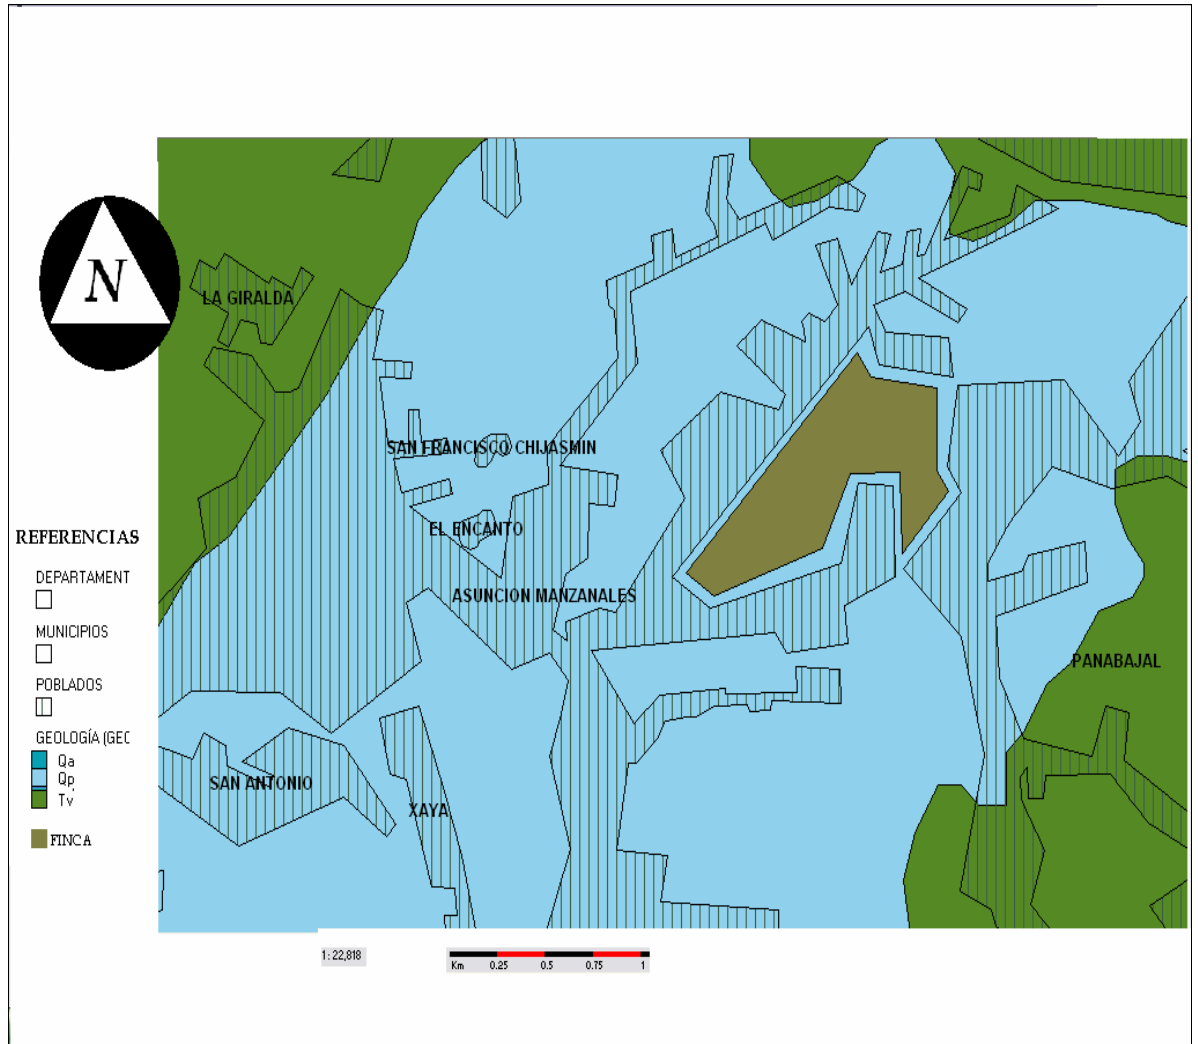 N
LA GIRALDA
SAN FRANCISCO CHIJASMIN
EL ENCANTO
ASUNCION MANZANALES
PANABAJAL
SAN ANTONIO
XAYA
REFERENCIAS
DEPARTAMENT
MUNICIPIOS
POBLADOS
GEOLOGÍA (GEC
Qa
Qp
Tv
FINCA
1: 22,818
Km 0.25 0.5 0.75 1